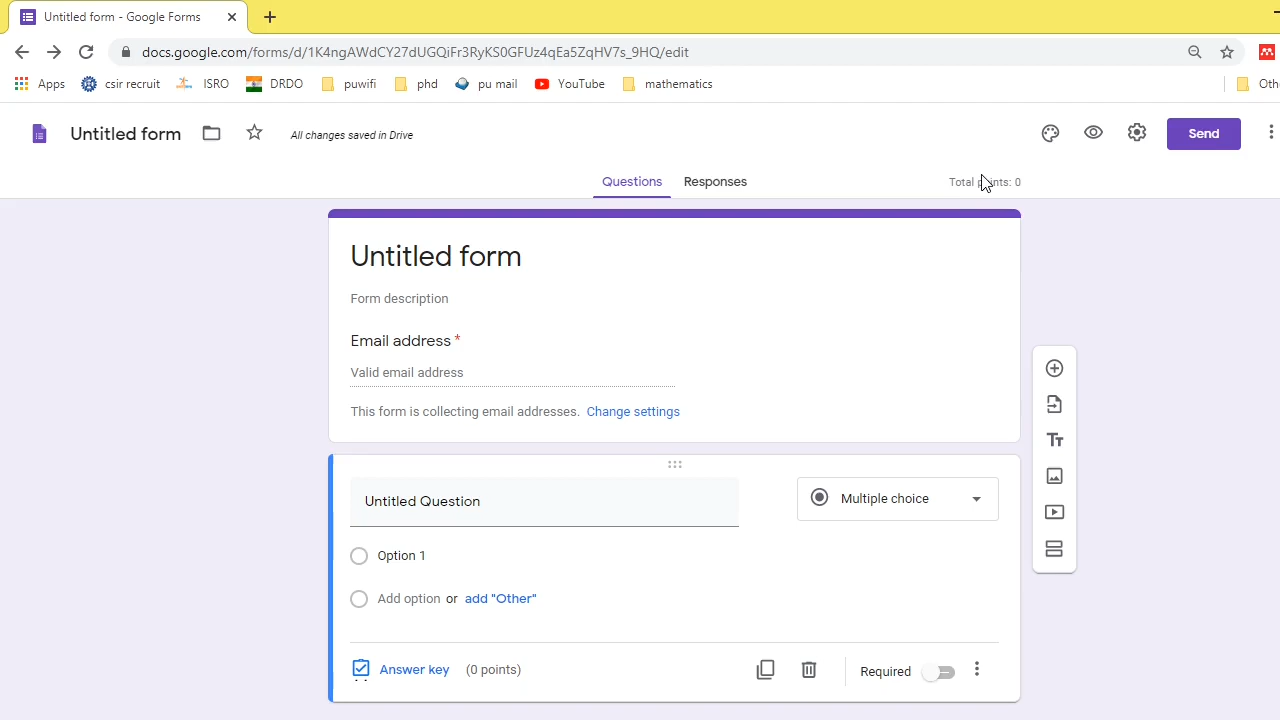 Untitled form - Google Forms
docs.google.com/forms/d/1K4ngAWdCY27dUGQiFr3RyKS0GFUz4qEa5ZqHV7s_9HQ/edit
Apps csir recruit ISRO DRDO puwifi phd pu mail YouTube mathematics Oth
Untitled form All changes saved in Drive Send
Questions Responses Total points: 0
Untitled form
Form description
Email address *
Valid email address
This form is collecting email addresses. Change settings
Untitled Question Multiple choice
Option 1
Add option or add "Other"
Answer key (0 points) Required